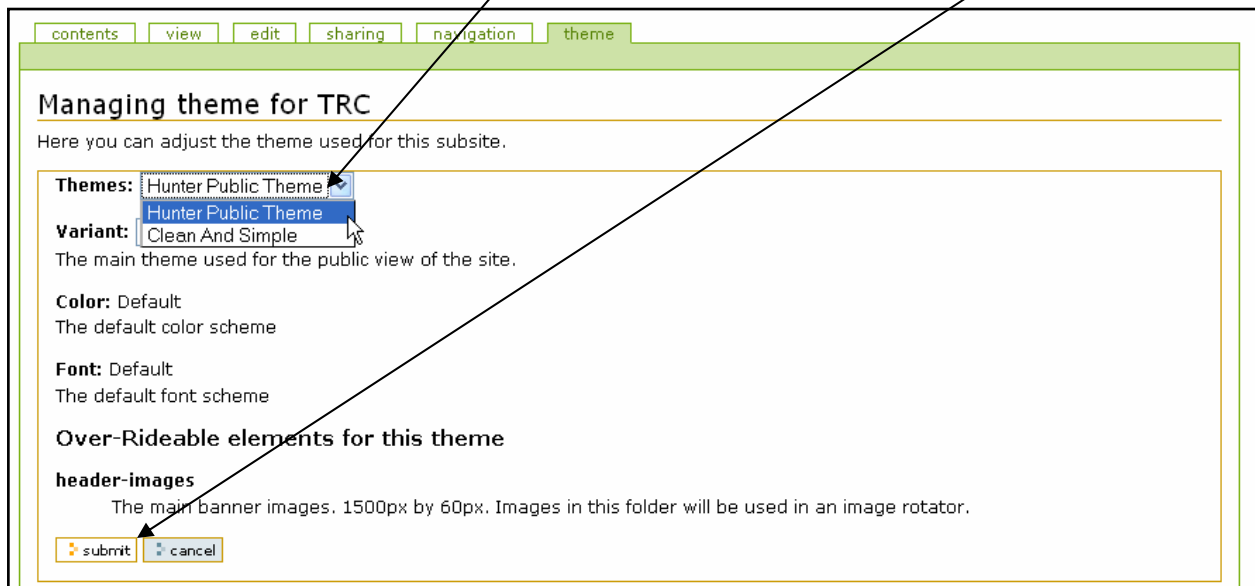 contents view edit sharing navigation theme
Managing theme for TRC
Here you can adjust the theme used for this subsite.
Themes: Hunter Public Theme
Hunter Public Theme
Variant: Clean And Simple
The main theme used for the public view of the site.
Color: Default
The default color scheme
Font: Default
The default font scheme
Over-Rideable elements for this theme
header-images
The main banner images. 1500px by 60px. Images in this folder will be used in an image rotator.
submit cancel